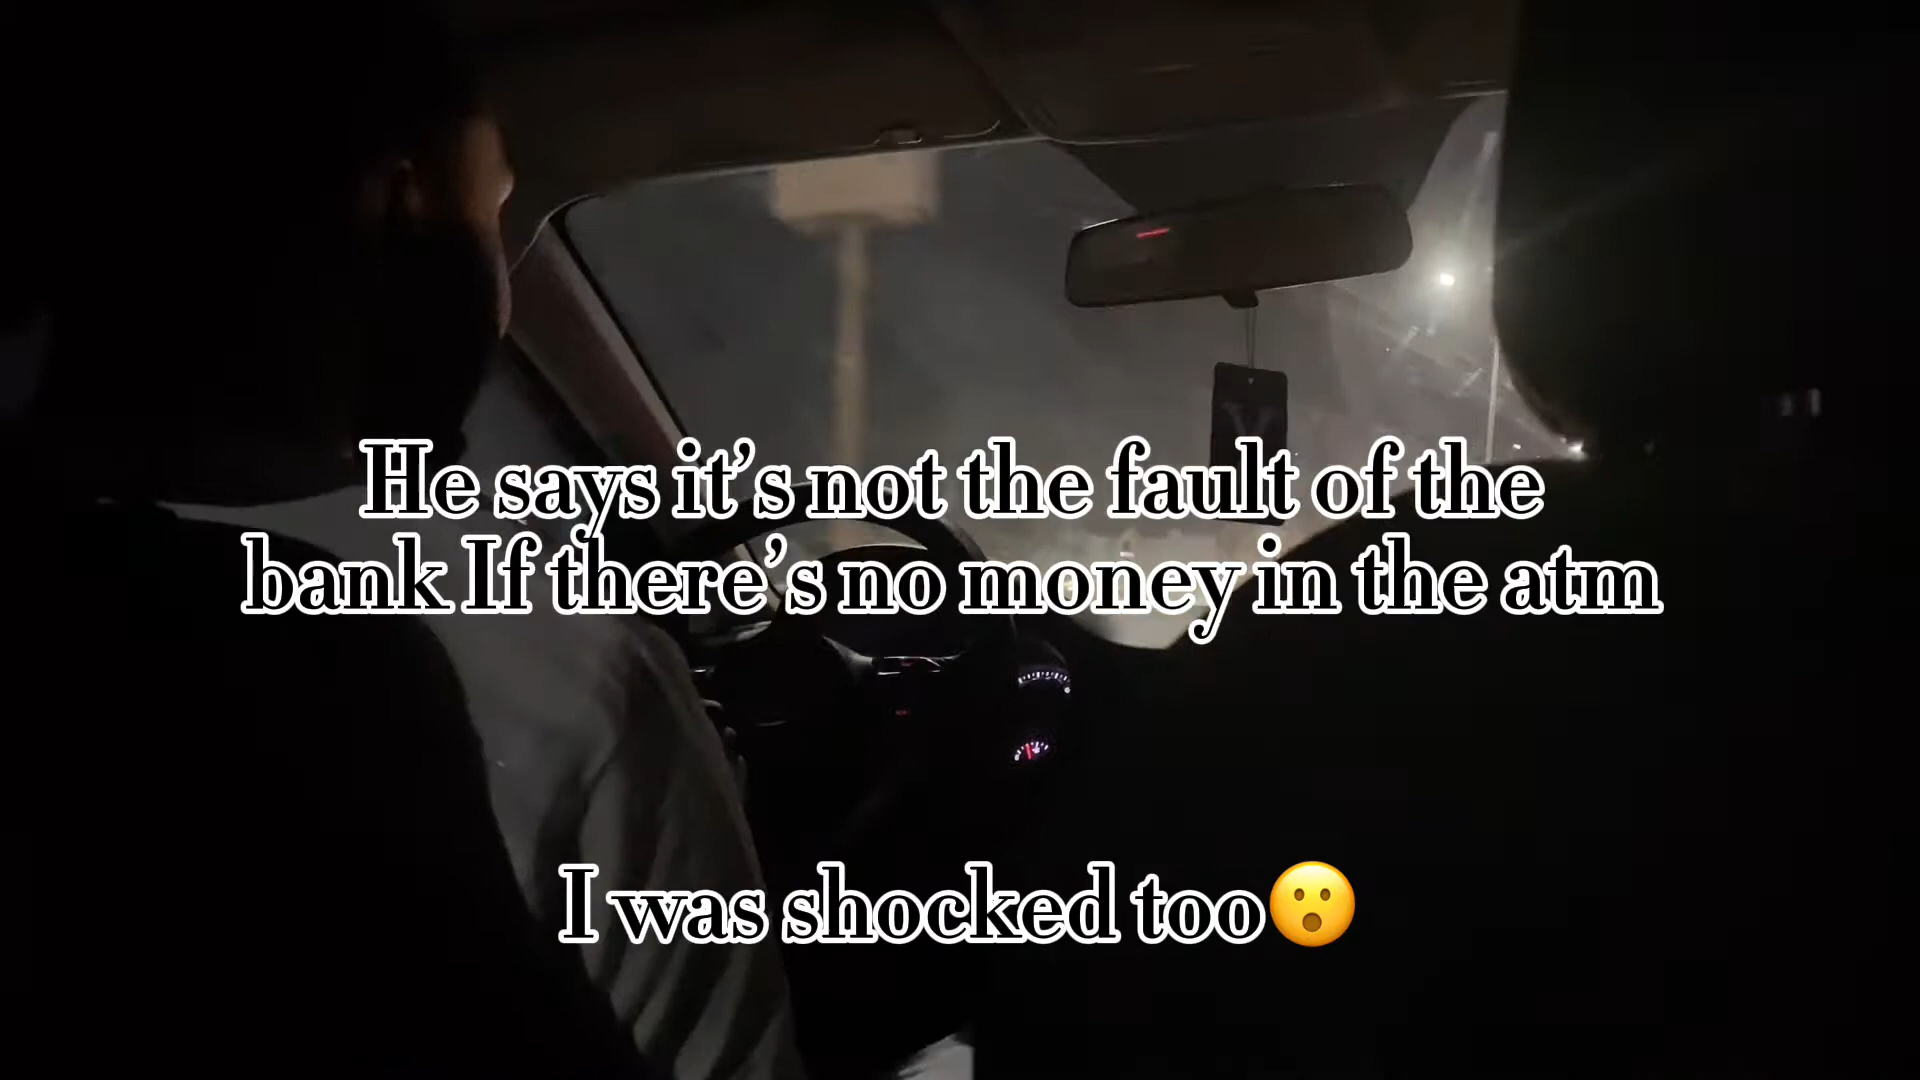 He says it’s not the fault of the
bank If there’s no money in the atm
I was shocked too😮